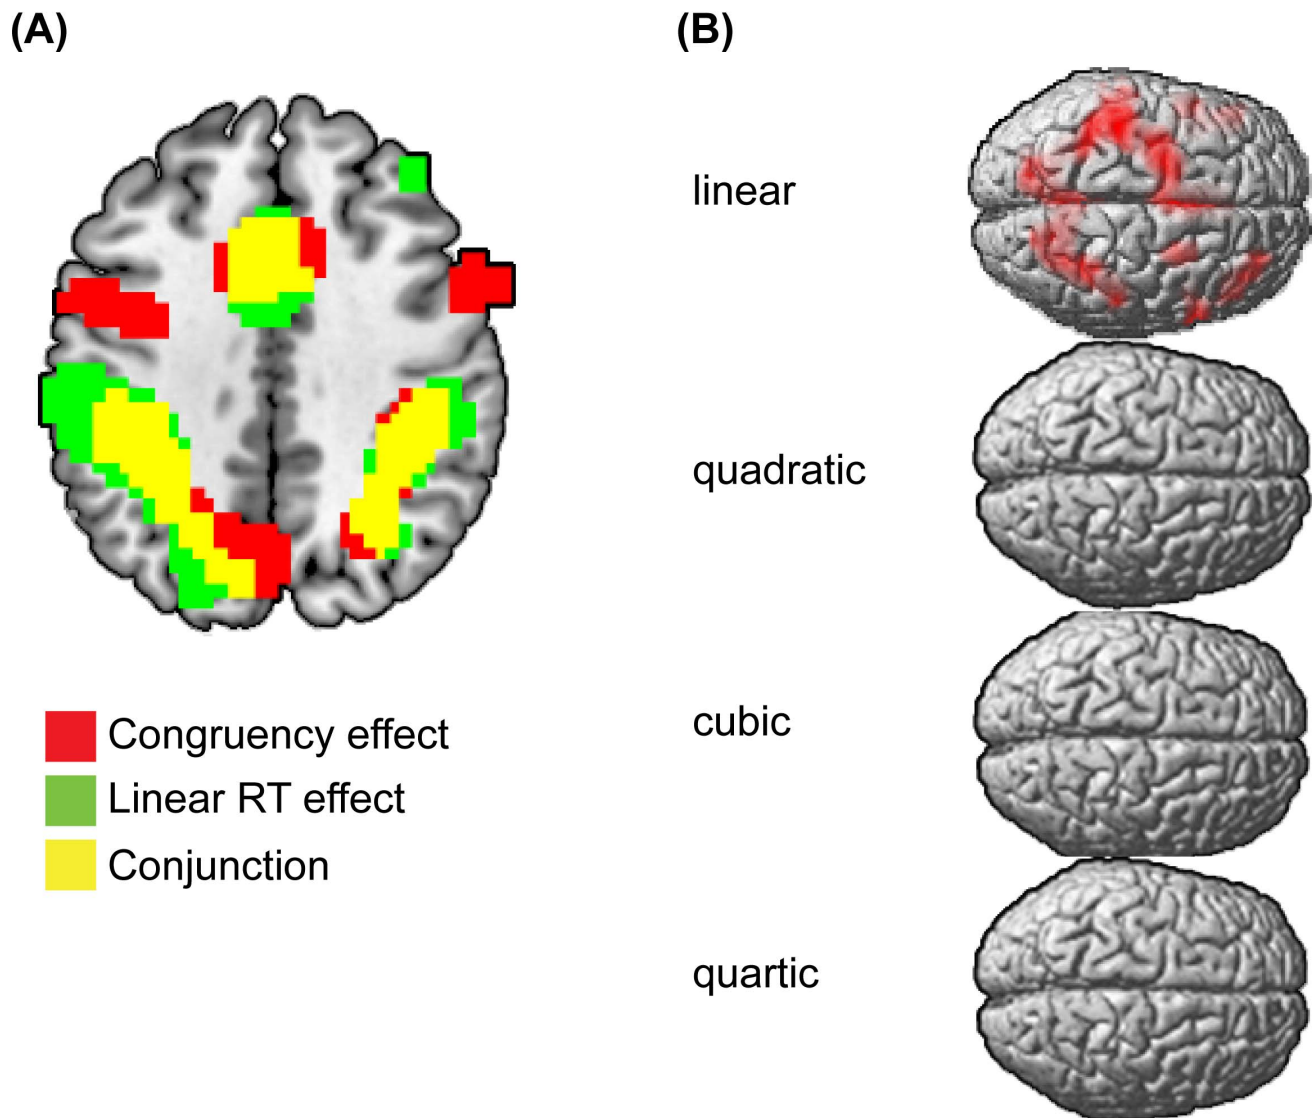 (A)
Congruency effect
Linear RT effect
Conjunction
(B)
linear
quadratic
cubic
quartic